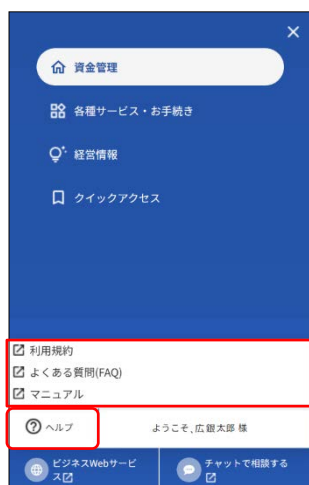 資金管理
各種サービス・お手続き
経営情報
クイックアクセス
利用規約
よくある質問(FAQ)
マニュアル
ヘルプ
ようこそ、広銀太郎 様
ビジネスWebサービ
ス
チャットで相談する